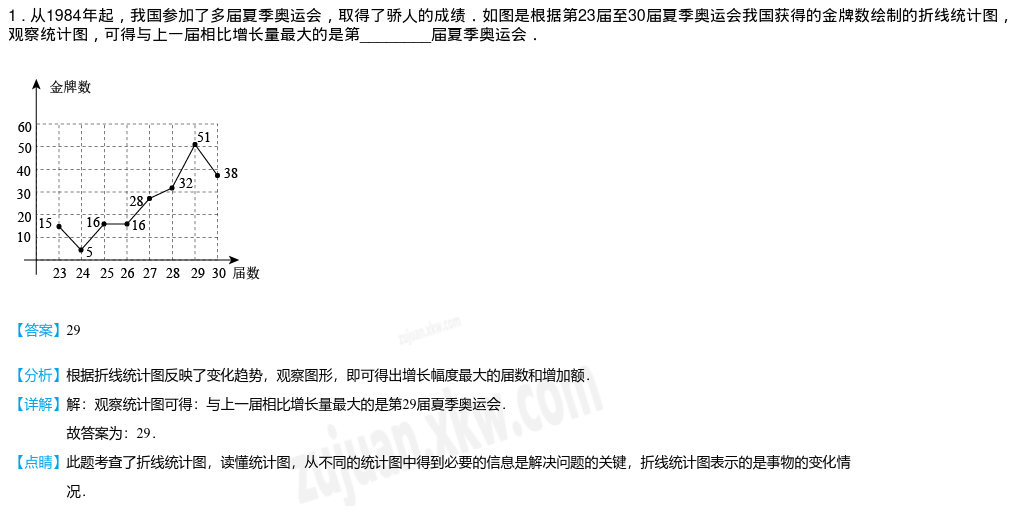 1．从1984年起，我国参加了多届夏季奥运会，取得了骄人的成绩．如图是根据第23届至30届夏季奥运会我国获得的金牌数绘制的折线统计图，
观察统计图，可得与上一届相比增长量最大的是第________届夏季奥运会．
金牌数
60
50
40
30
20
10
15
5
16
16
28
32
51
38
23 24 25 26 27 28 29 30 届数
【答案】29
zujuan.xkw.com
【分析】根据折线统计图反映了变化趋势，观察图形，即可得出增长幅度最大的届数和增加额．
【详解】解：观察统计图可得：与上一届相比增长量最大的是第29届夏季奥运会．
故答案为：29．
zujuan.xkw.com
【点睛】此题考查了折线统计图，读懂统计图，从不同的统计图中得到必要的信息是解决问题的关键，折线统计图表示的是事物的变化情
况．